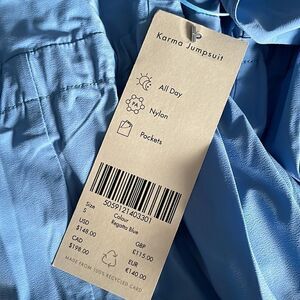 Karma Jumpsuit
All Day
PA
Nylon
Pockets
5059121403301
Size
S
Colour
Regatta Blue
USD
$148.00
GBP
£115.00
CAD
$198.00
EUR
€140.00
MADE FROM 100% RECYCLED CARD